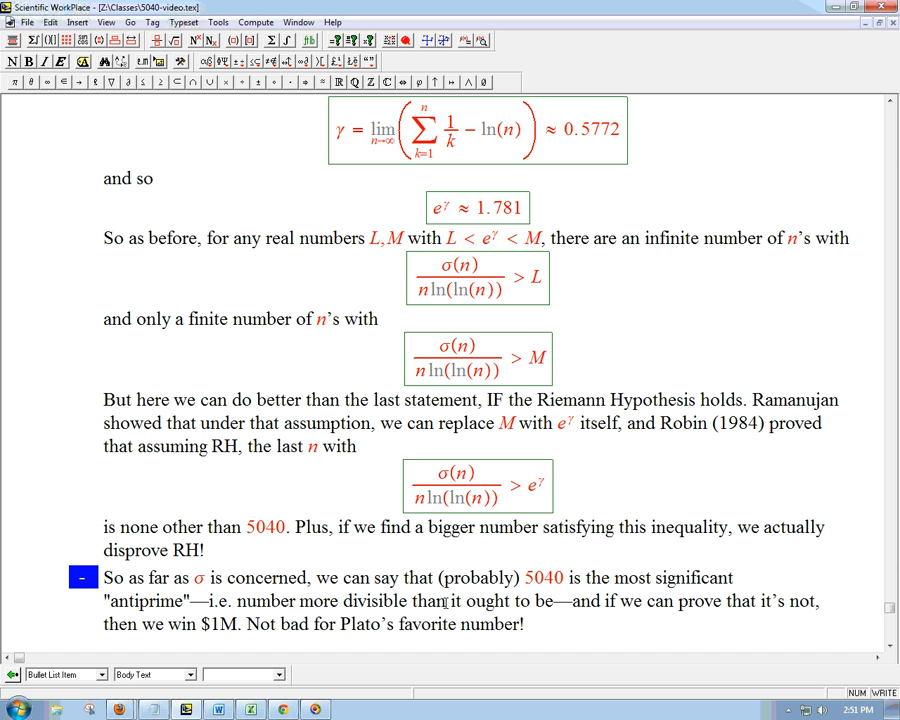 Scientific WorkPlace - [Z:\Classes\5040-video.tex]
File Edit Insert View Go Tag Typeset Tools Compute Window Help
γ = lim n→∞ ( ∑ k=1 n 1/k − ln(n) ) ≈ 0.5772
and so
e^γ ≈ 1.781
So as before, for any real numbers L, M with L < e^γ < M, there are an infinite number of n's with
σ(n) / n ln(ln(n)) > L
and only a finite number of n's with
σ(n) / n ln(ln(n)) > M
But here we can do better than the last statement, IF the Riemann Hypothesis holds. Ramanujan
showed that under that assumption, we can replace M with e^γ itself, and Robin (1984) proved
that assuming RH, the last n with
σ(n) / n ln(ln(n)) > e^γ
is none other than 5040. Plus, if we find a bigger number satisfying this inequality, we actually
disprove RH!
- So as far as σ is concerned, we can say that (probably) 5040 is the most significant
"antiprime"—i.e. number more divisible than it ought to be—and if we can prove that it's not,
then we win $1M. Not bad for Plato's favorite number!
Bullet List Item Body Text
NUM WRITE
2:51 PM